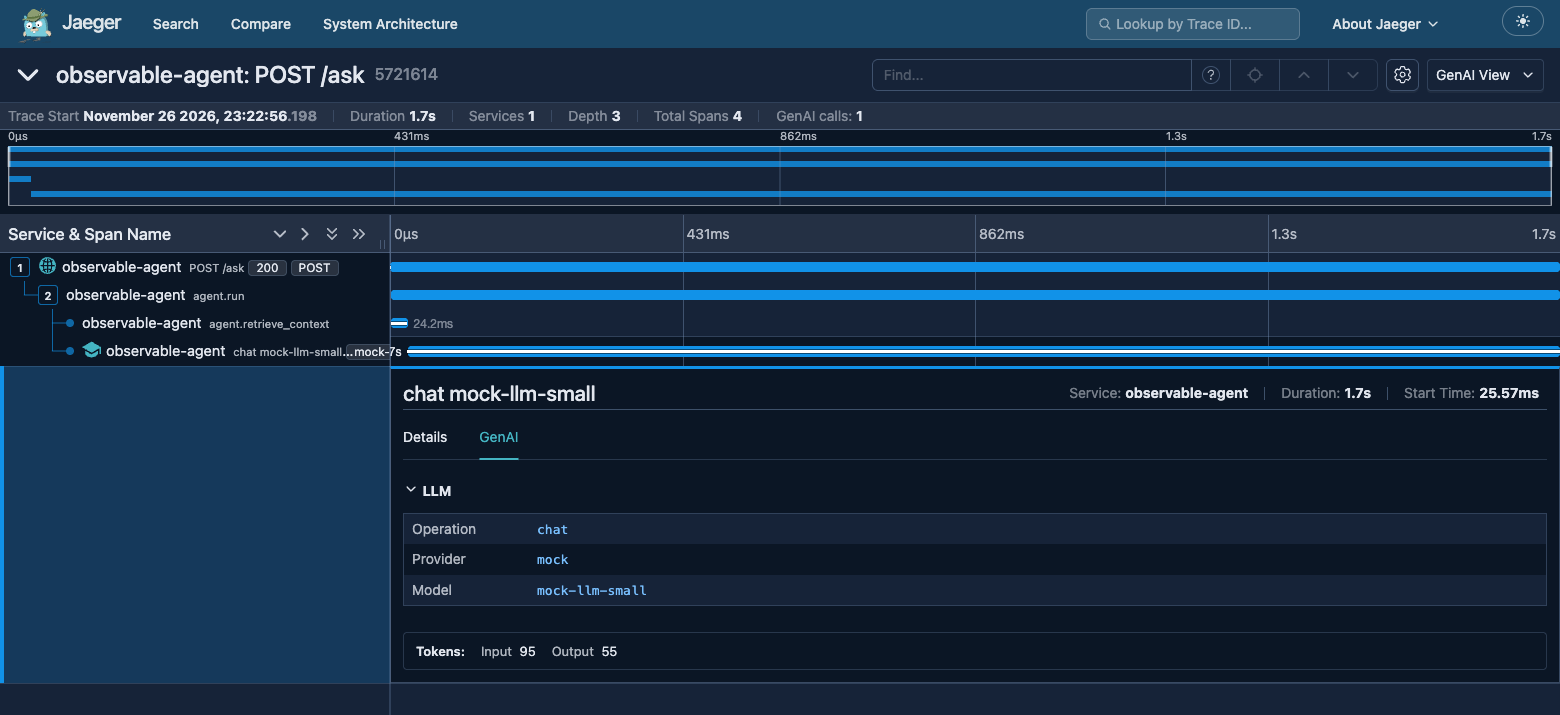 Jaeger Search Compare System Architecture Lookup by Trace ID... About Jaeger
observable-agent: POST /ask 5721614 Find... ? GenAI View
Trace Start November 26 2026, 23:22:56.198 Duration 1.7s Services 1 Depth 3 Total Spans 4 GenAI calls: 1
0μs 431ms 862ms 1.3s 1.7s
Service & Span Name 0μs 431ms 862ms 1.3s 1.7s
1 observable-agent POST /ask 200 POST
2 observable-agent agent.run
observable-agent agent.retrieve_context 24.2ms
observable-agent chat mock-llm-small... ...mock-7s
chat mock-llm-small Service: observable-agent Duration: 1.7s Start Time: 25.57ms
Details GenAI
LLM
Operation chat
Provider mock
Model mock-llm-small
Tokens: Input 95 Output 55